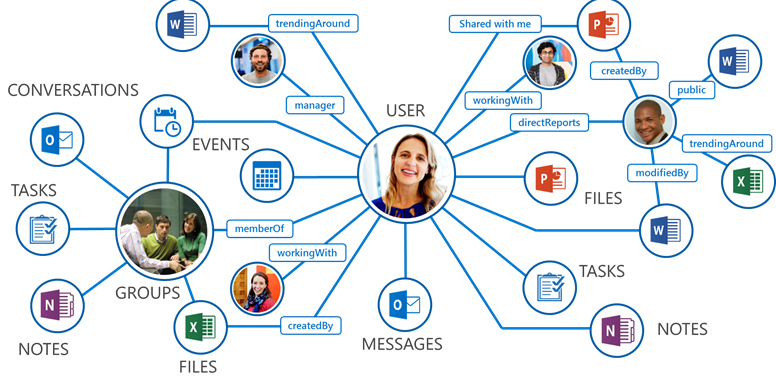 trendingAround
Shared with me
createdBy
public
CONVERSATIONS
manager
workingWith
USER
directReports
EVENTS
trendingAround
modifiedBy
TASKS
FILES
memberOf
workingWith
TASKS
GROUPS
createdBy
NOTES
MESSAGES
NOTES
FILES
W
P
W
O
P
X
W
N
X
O
N